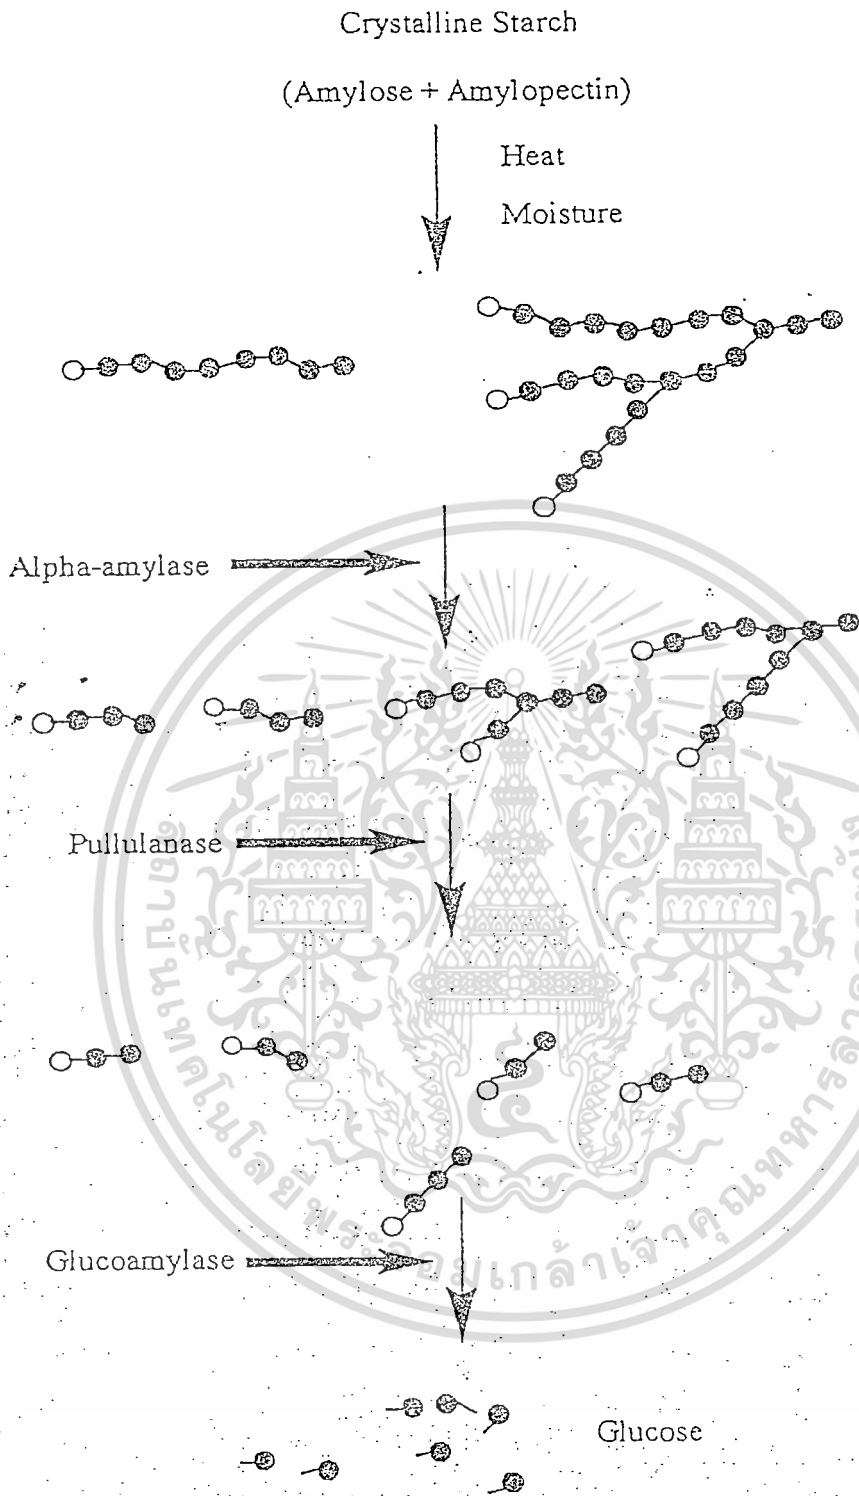 Crystalline Starch
(Amylose + Amylopectin)
Heat
Moisture
Alpha-amylase
Pullulanase
Glucoamylase
Glucose